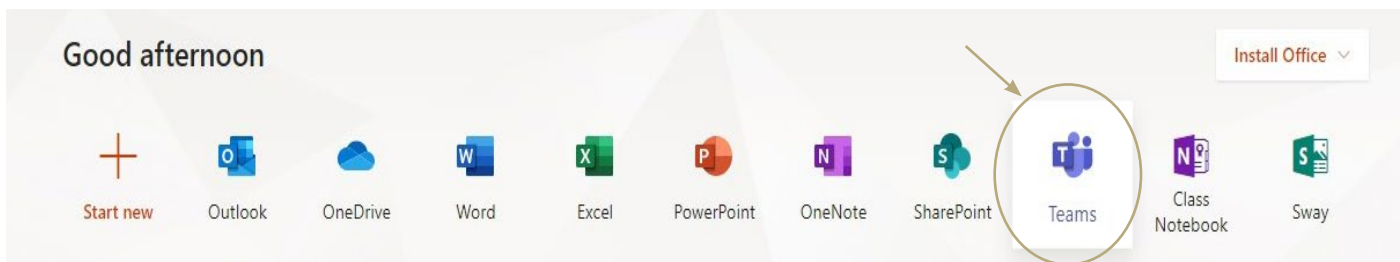 Good afternoon
Install Office
Start new
Outlook
OneDrive
Word
Excel
PowerPoint
OneNote
SharePoint
Teams
Class
Notebook
Sway